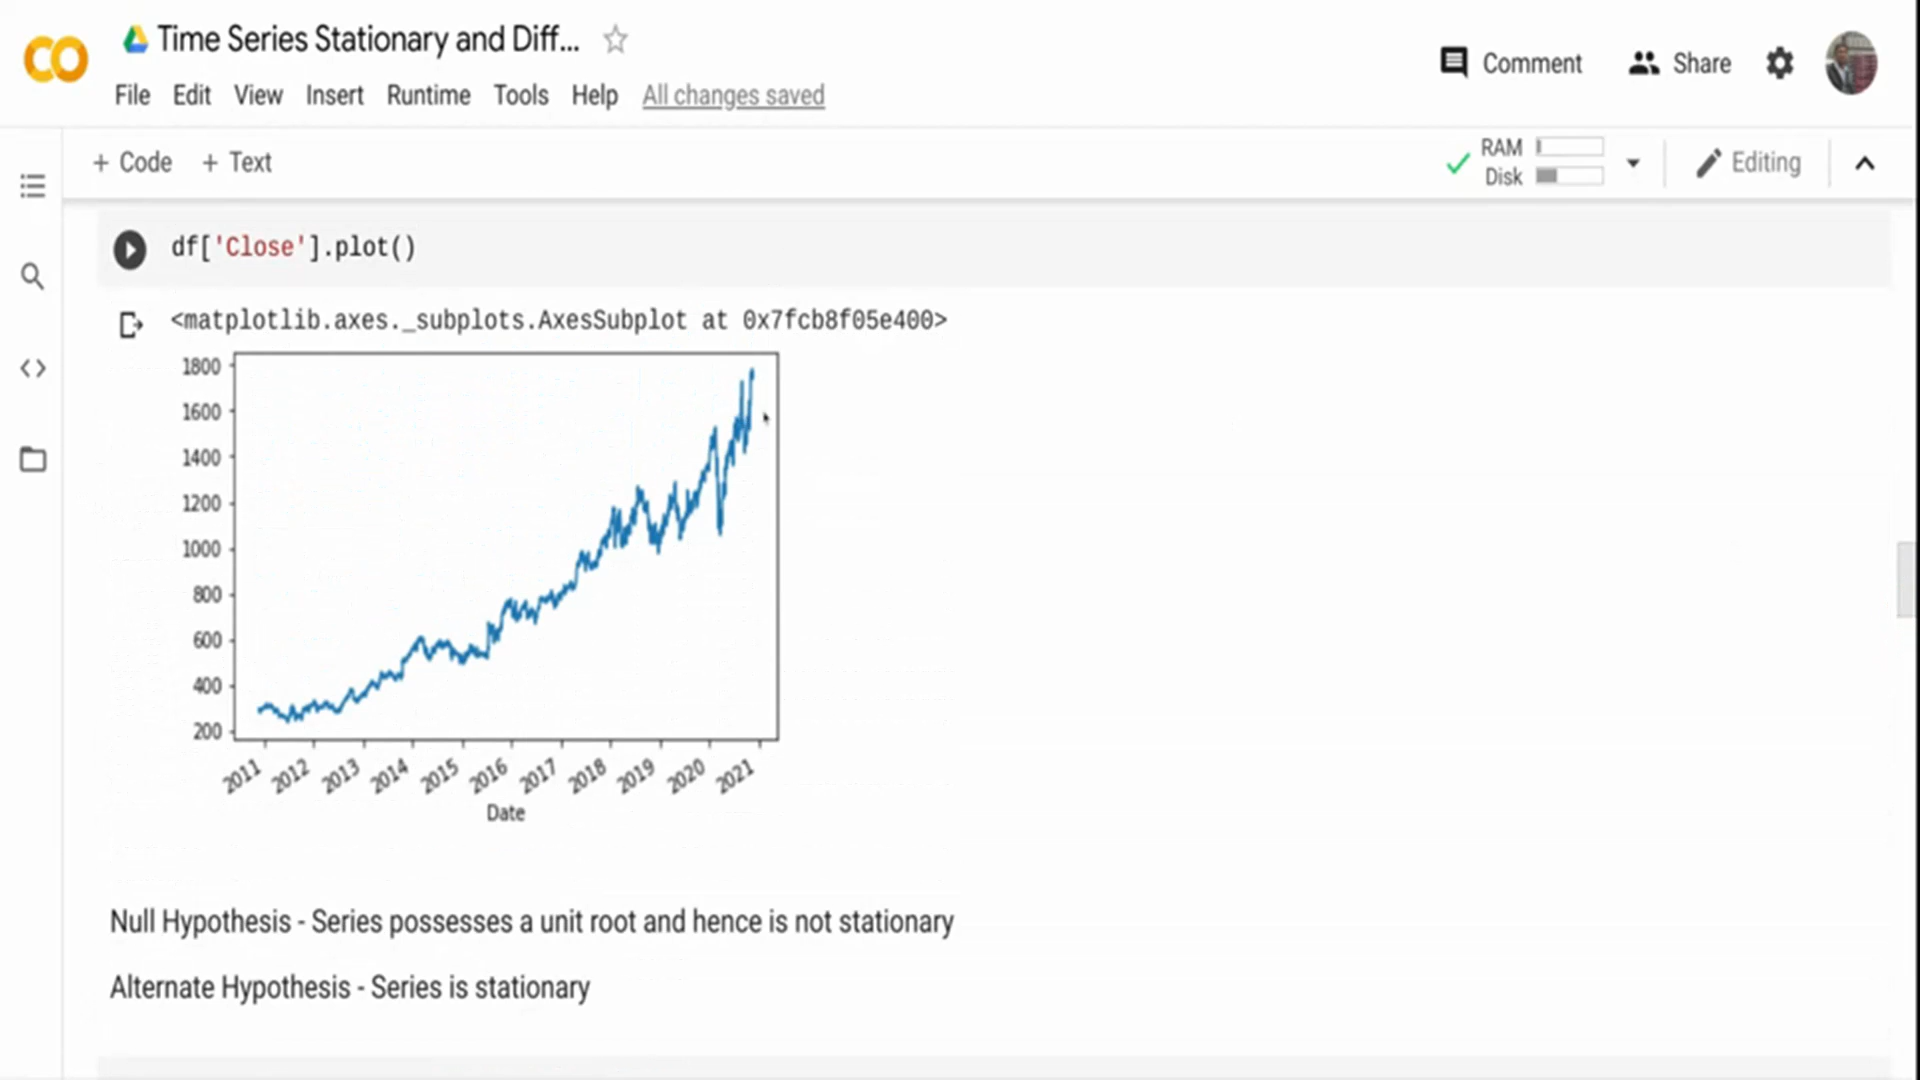 Time Series Stationary and Diff...
Comment
Share
File Edit View Insert Runtime Tools Help All changes saved
+ Code + Text
RAM
Disk
Editing
df['Close'].plot()
<matplotlib.axes._subplots.AxesSubplot at 0x7fcb8f05e400>
1800
1600
1400
1200
1000
800
600
400
200
2011 2012 2013 2014 2015 2016 2017 2018 2019 2020 2021
Date
Null Hypothesis - Series possesses a unit root and hence is not stationary
Alternate Hypothesis - Series is stationary